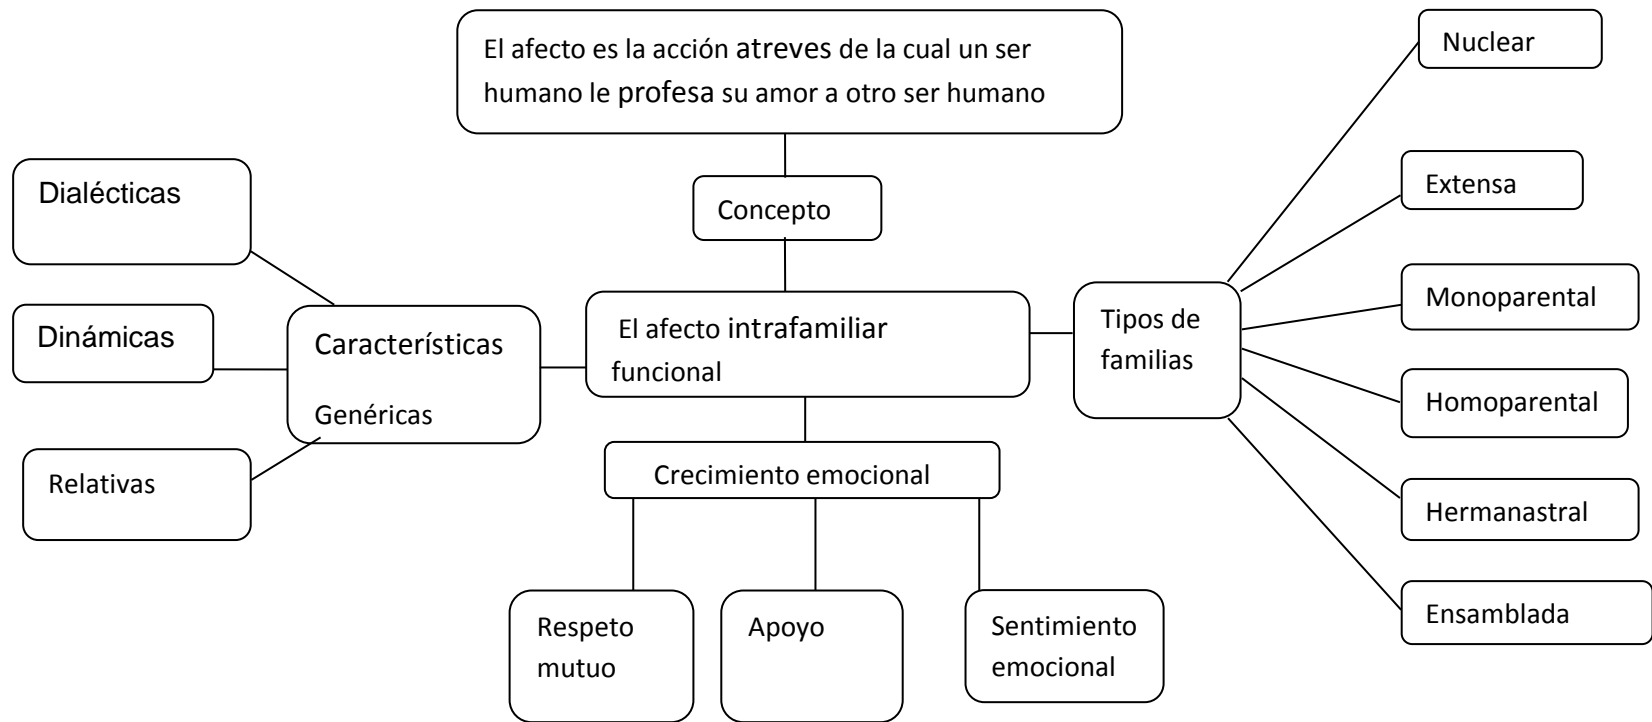 El afecto es la acción atreves de la cual un ser
humano le profesa su amor a otro ser humano
Concepto
El afecto intrafamiliar
funcional
Características
Genéricas
Dialécticas
Dinámicas
Relativas
Crecimiento emocional
Respeto
mutuo
Apoyo
Sentimiento
emocional
Tipos de
familias
Nuclear
Extensa
Monoparental
Homoparental
Hermanastral
Ensamblada